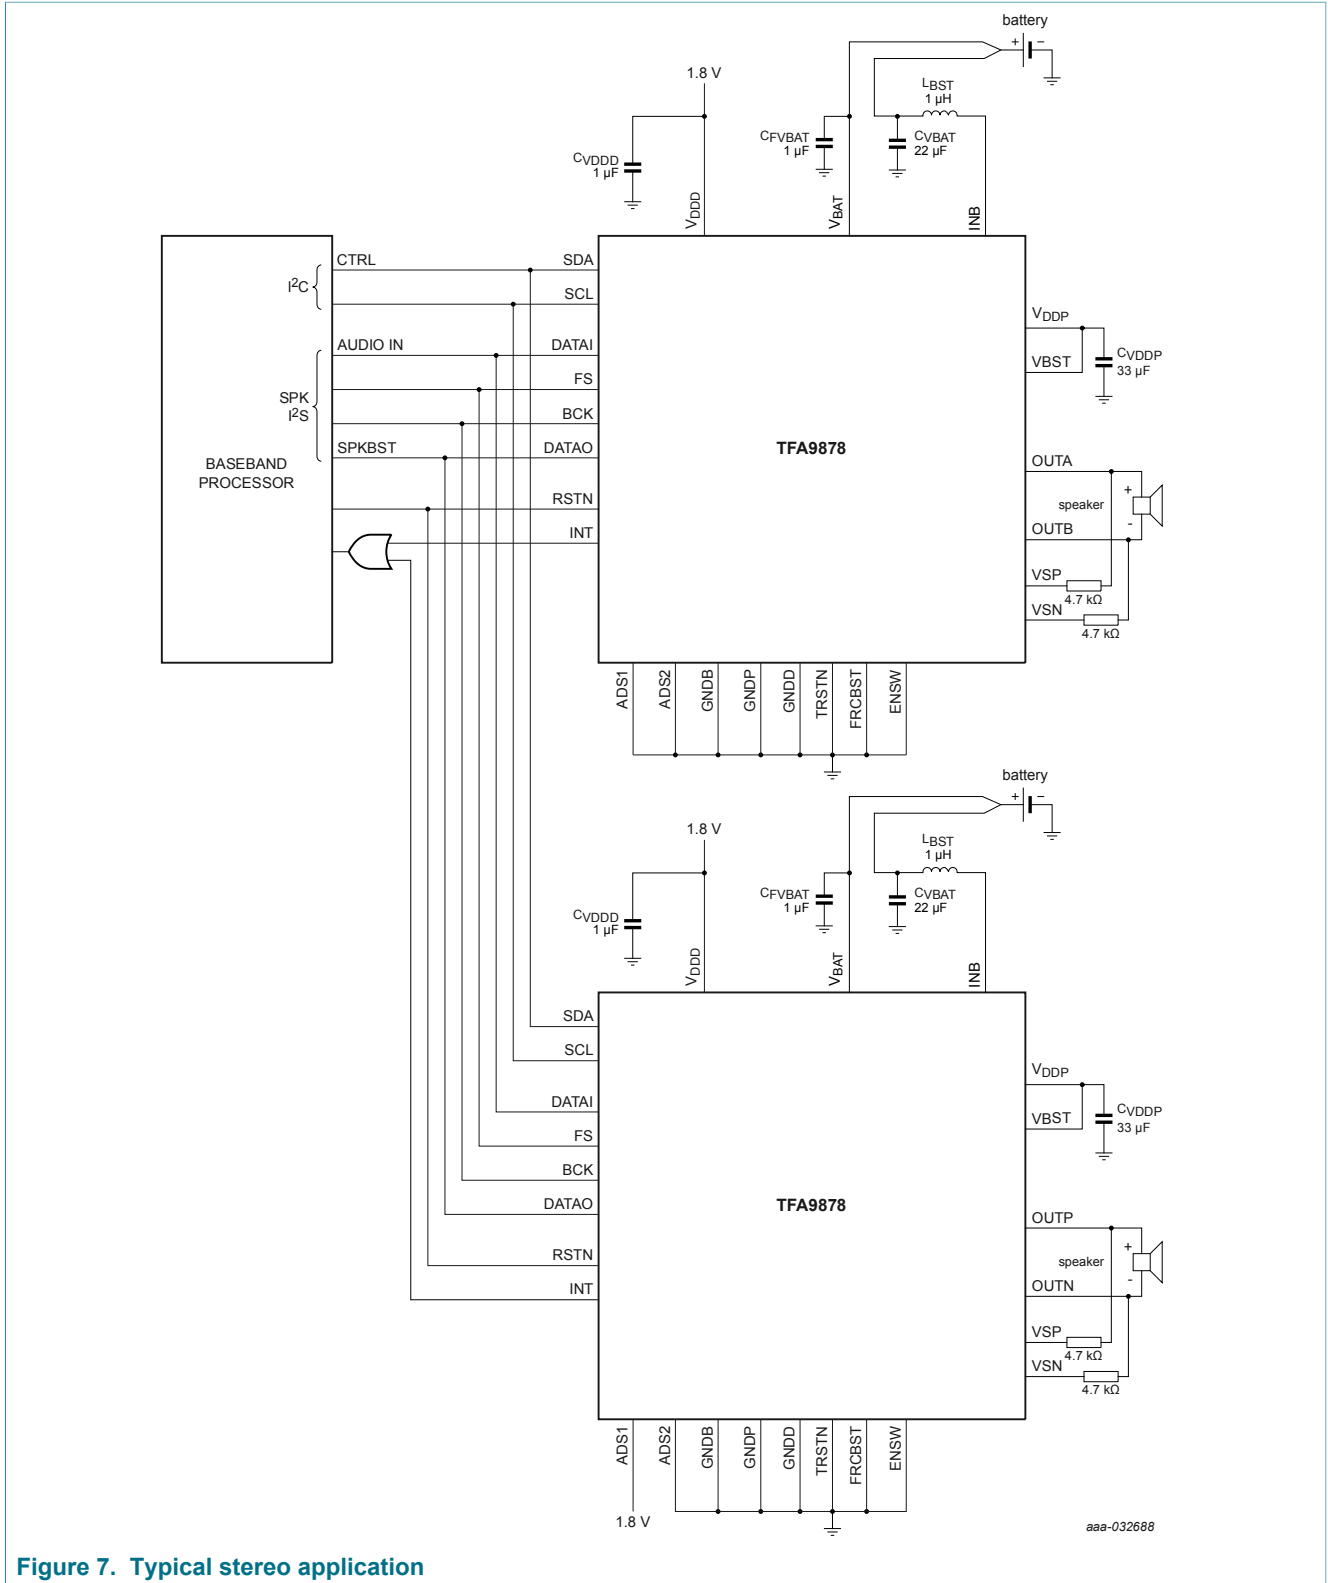 battery
+ −
1.8 V
LBST
1 µH
CFVBAT
1 µF
CVBAT
22 µF
CVDDD
1 µF
VDDD
VBAT
INB
CTRL
SDA
I2C
SCL
VDDP
AUDIO IN
DATAI
VBST
CVDDP
33 µF
FS
SPK
I2S
BCK
SPKBST
DATAO
TFA9878
BASEBAND
PROCESSOR
OUTA
RSTN
speaker
+
-
INT
OUTB
VSP
4.7 kΩ
VSN
4.7 kΩ
ADS1
ADS2
GNDB
GNDP
GNDD
TRSTN
FRCBST
ENSW
battery
+ −
1.8 V
LBST
1 µH
CFVBAT
1 µF
CVBAT
22 µF
CVDDD
1 µF
VDDD
VBAT
INB
SDA
SCL
VDDP
DATAI
VBST
CVDDP
33 µF
FS
BCK
DATAO
TFA9878
OUTP
RSTN
speaker
+
-
INT
OUTN
VSP
4.7 kΩ
VSN
4.7 kΩ
ADS1
ADS2
GNDB
GNDP
GNDD
TRSTN
FRCBST
ENSW
1.8 V
aaa-032688
Figure 7. Typical stereo application